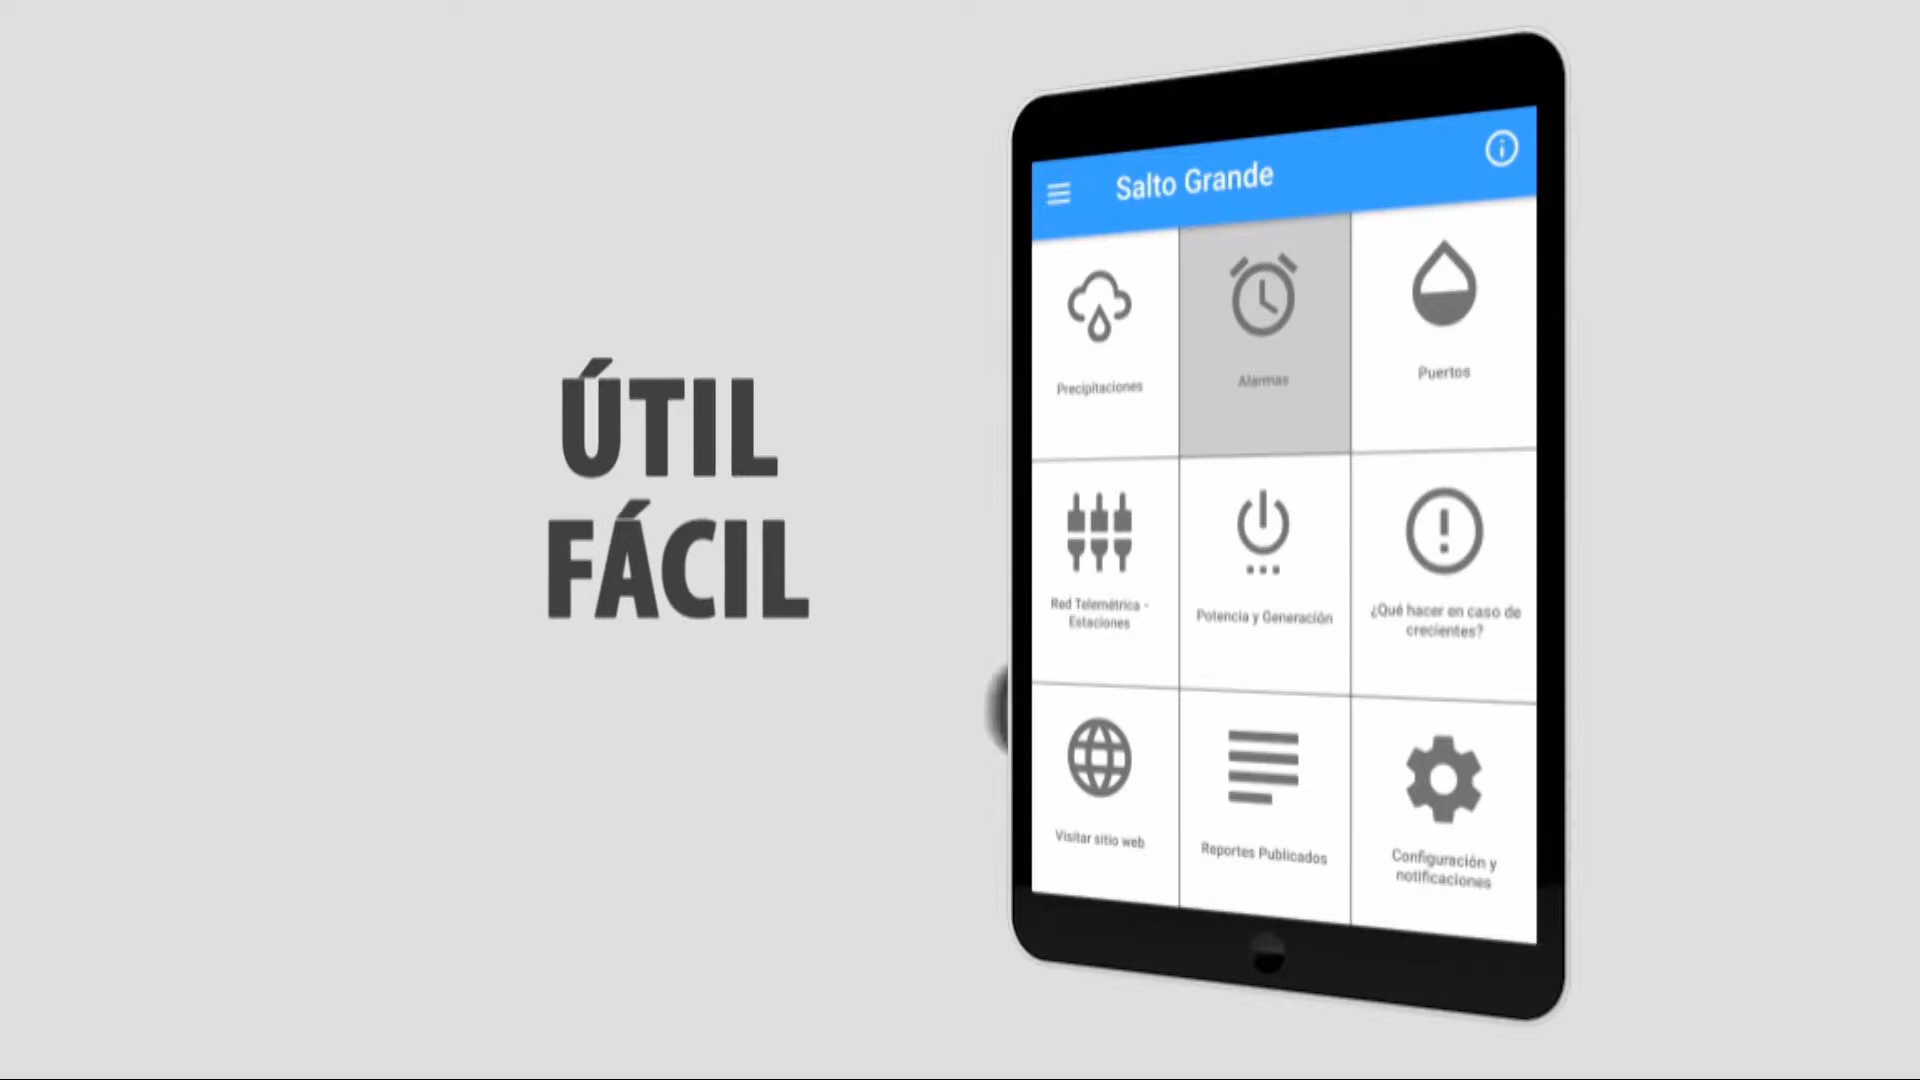 ÚTIL
FÁCIL
Salto Grande
Precipitaciones
Alarmas
Puertos
Red Telemétrica -
Estaciones
Potencia y Generación
¿Qué hacer en caso de
crecientes?
Visitar sitio web
Reportes Publicados
Configuración y
notificaciones